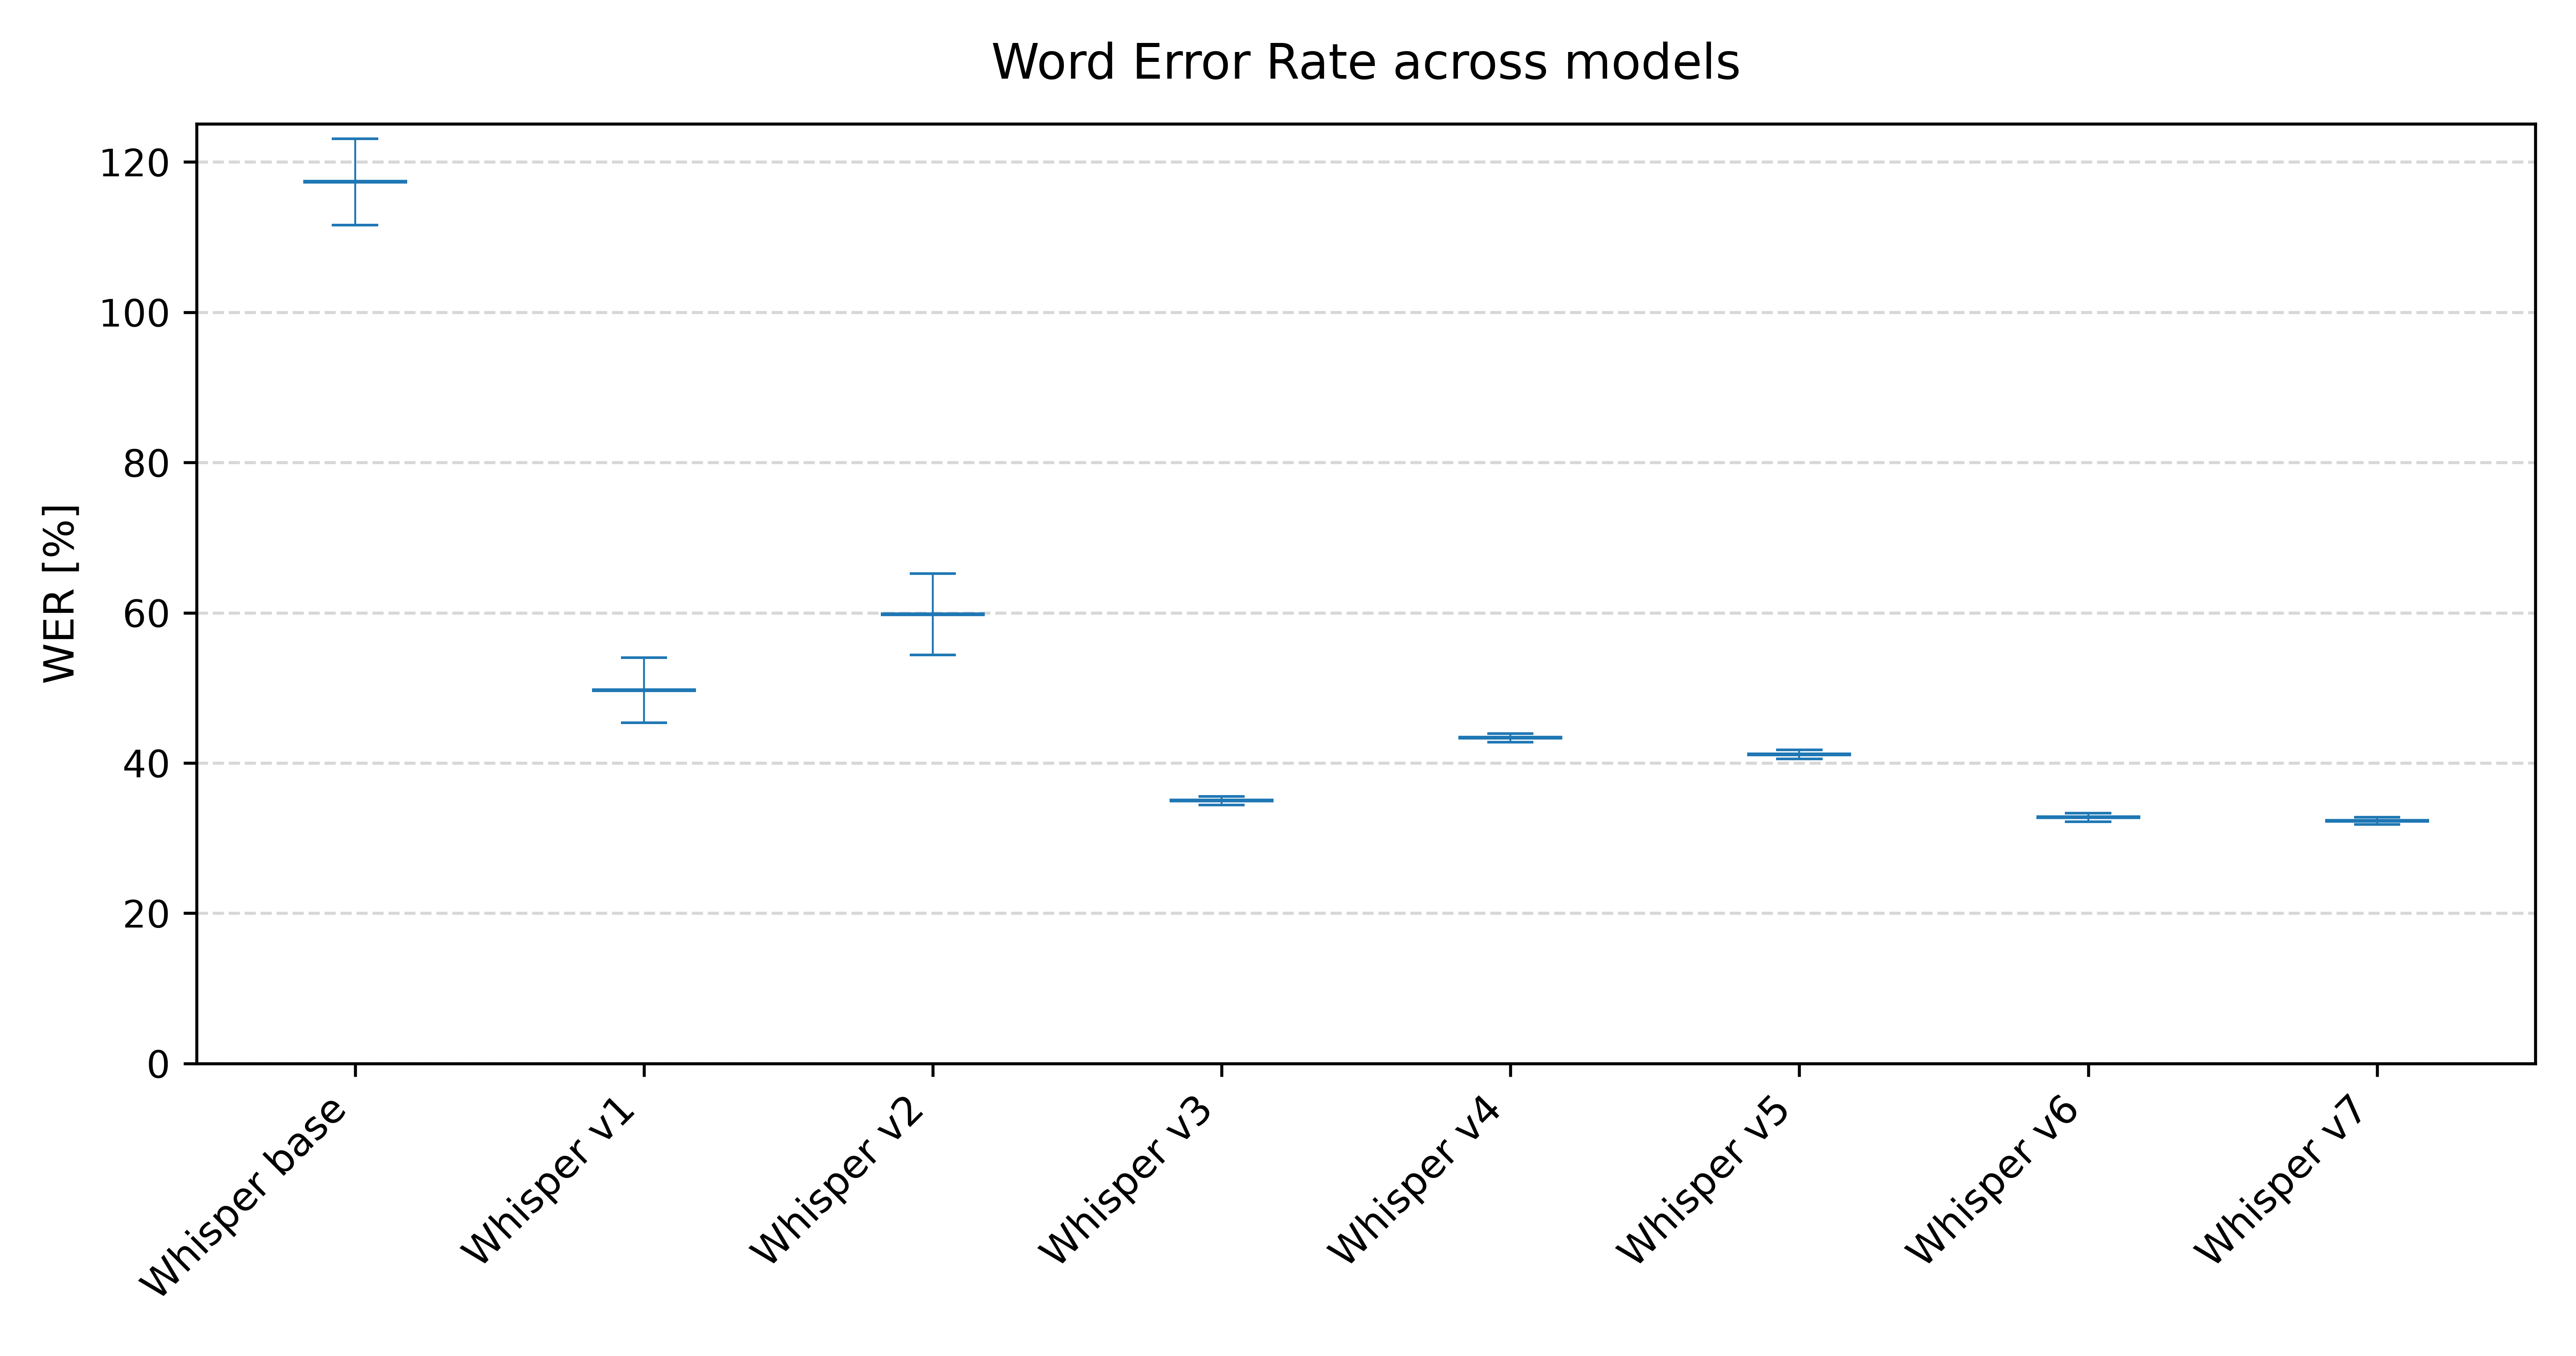 Word Error Rate across models
WER [%]
120
100
80
60
40
20
0
Whisper base
Whisper v1
Whisper v2
Whisper v3
Whisper v4
Whisper v5
Whisper v6
Whisper v7